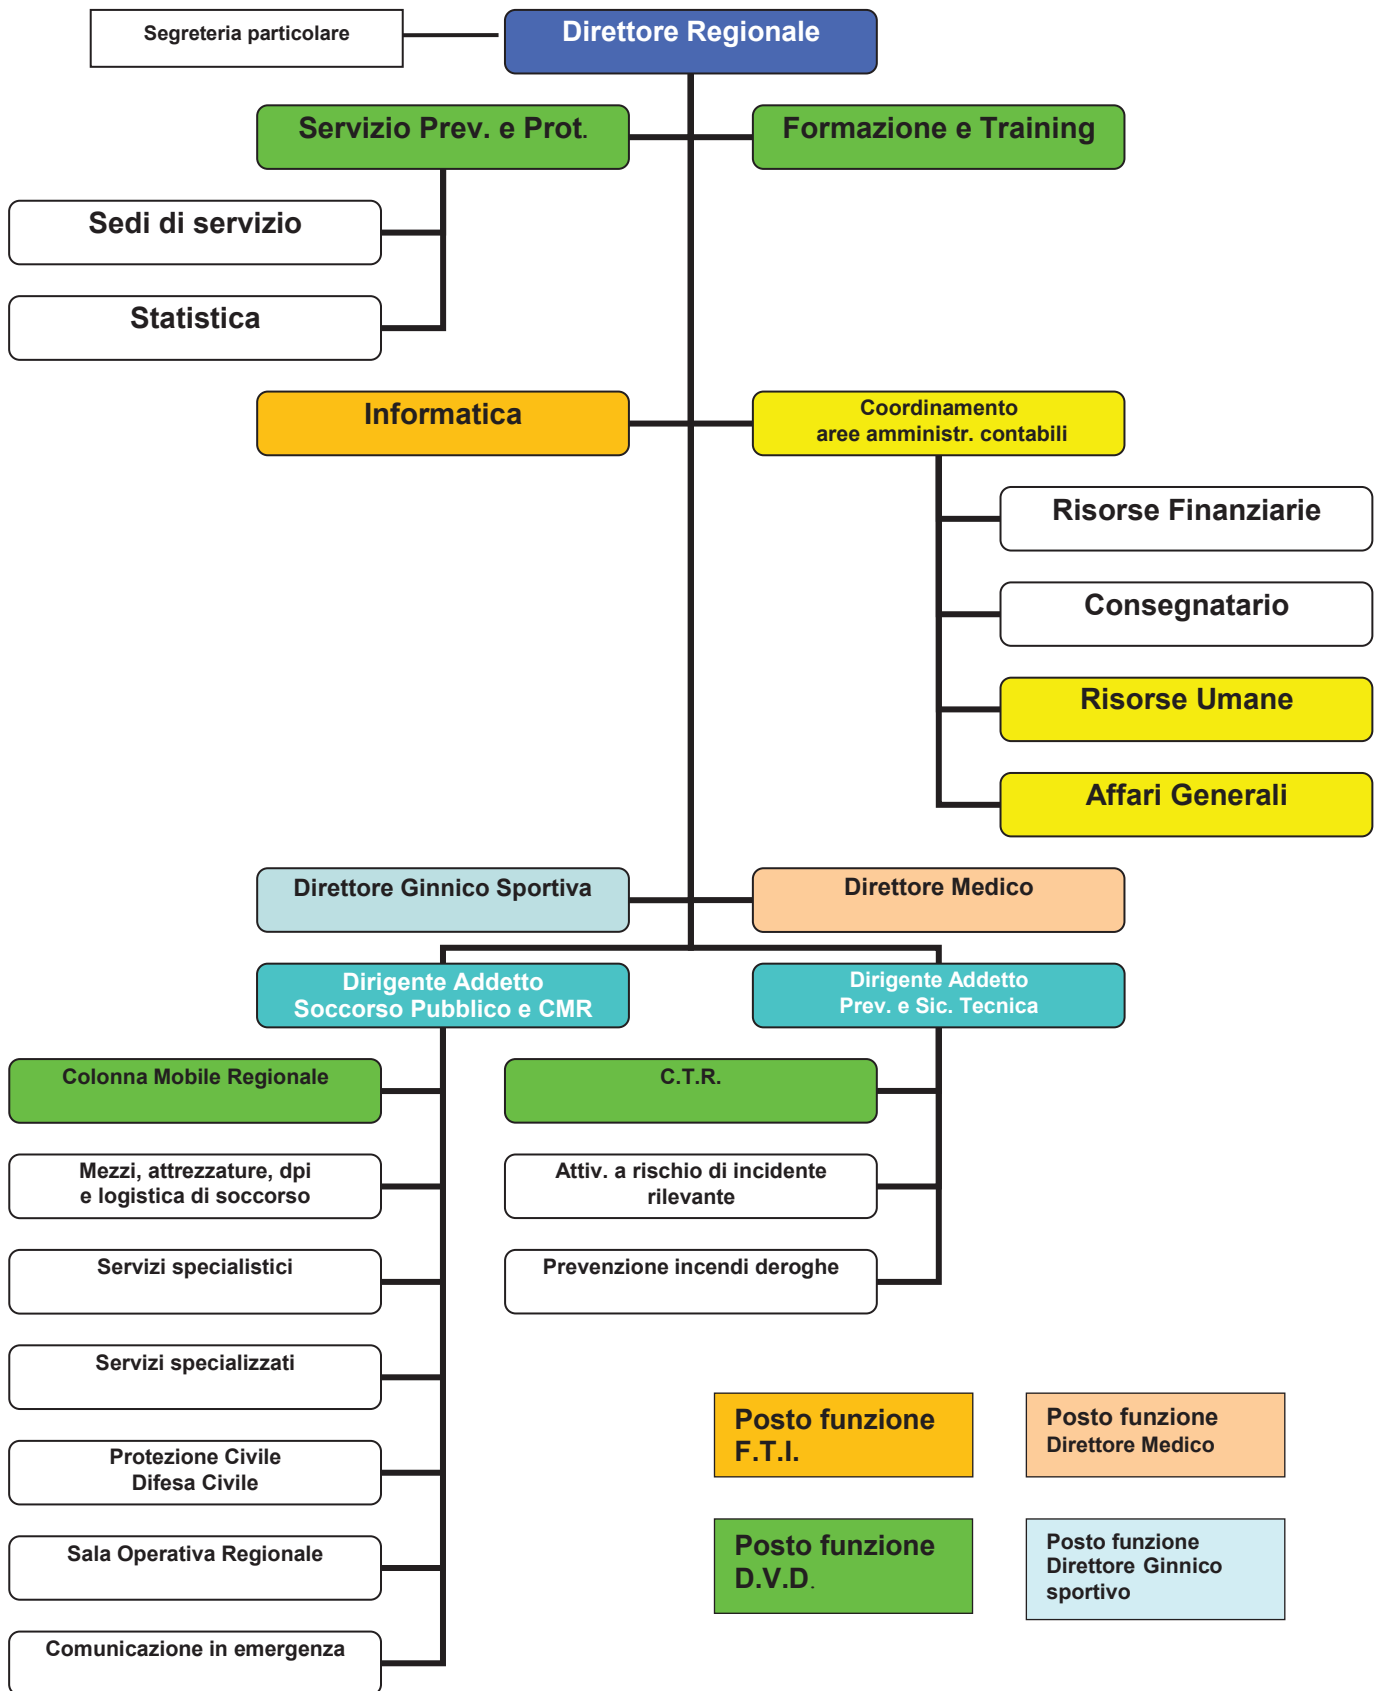 Segreteria particolare
Direttore Regionale
Servizio Prev. e Prot.
Formazione e Training
Sedi di servizio
Statistica
Informatica
Coordinamento
aree amministr. contabili
Risorse Finanziarie
Consegnatario
Risorse Umane
Affari Generali
Direttore Ginnico Sportiva
Direttore Medico
Dirigente Addetto
Soccorso Pubblico e CMR
Dirigente Addetto
Prev. e Sic. Tecnica
Colonna Mobile Regionale
C.T.R.
Mezzi, attrezzature, dpi
e logistica di soccorso
Attiv. a rischio di incidente
rilevante
Servizi specialistici
Prevenzione incendi deroghe
Servizi specializzati
Protezione Civile
Difesa Civile
Sala Operativa Regionale
Comunicazione in emergenza
Posto funzione
F.T.I.
Posto funzione
Direttore Medico
Posto funzione
D.V.D.
Posto funzione
Direttore Ginnico
sportivo